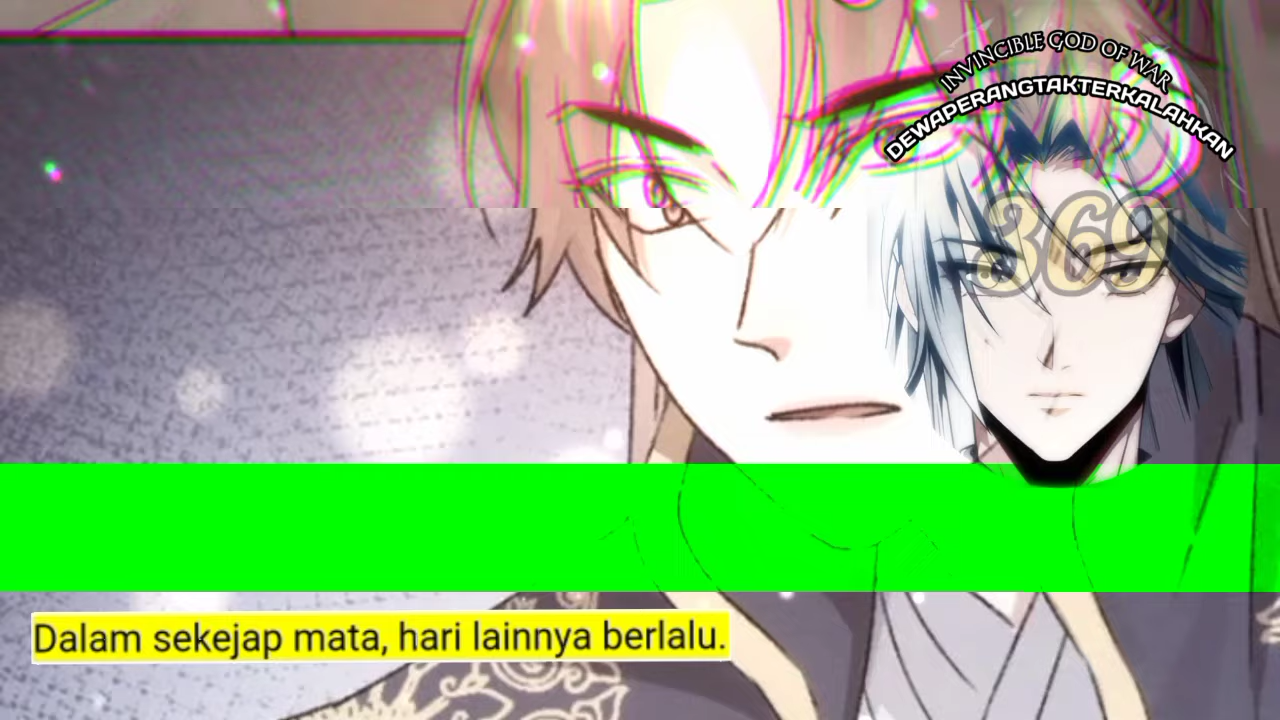 INVINCIBLE GOD OF WAR
DEWAPERANGTAKTERKALAHKAN
369
Dalam sekejap mata, hari lainnya berlalu.